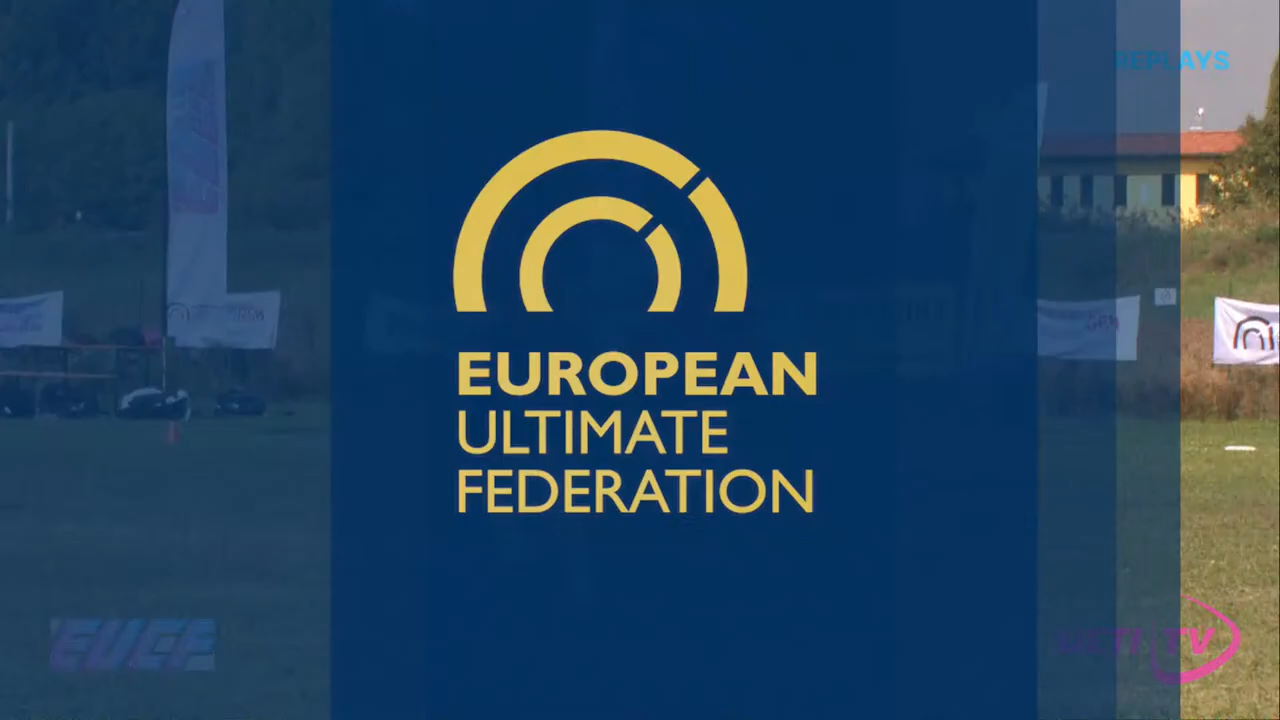 REPLAYS
EUROPEAN
ULTIMATE
FEDERATION
EUCF
TV